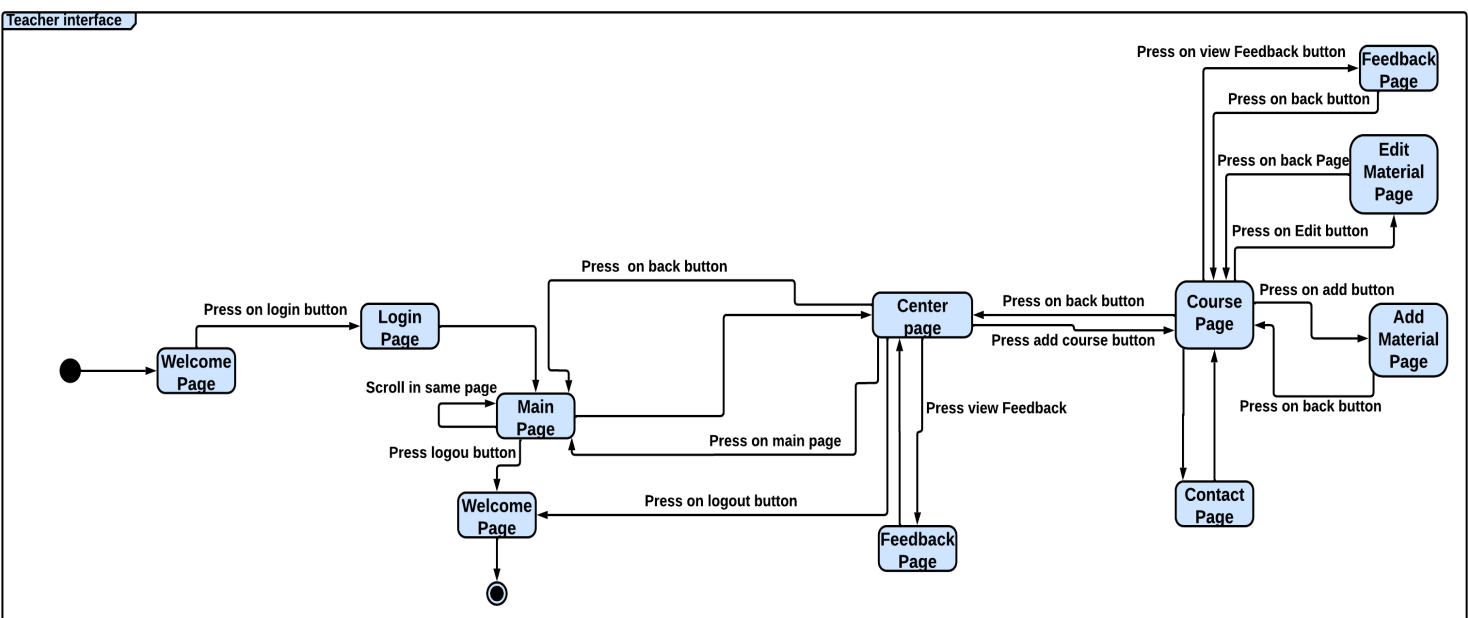 Teacher interface
Press on view Feedback button
Feedback
Page
Press on back button
Edit
Material
Page
Press on back Page
Press on Edit button
Press  on back button
Press on login button
Login
Page
Welcome
Page
Center
page
Press on back button
Press add course button
Course
Page
Press on add button
Add
Material
Page
Press on back button
Scroll in same page
Main
Page
Press view Feedback
Press on main page
Press logou button
Welcome
Page
Press on logout button
Feedback
Page
Contact
Page